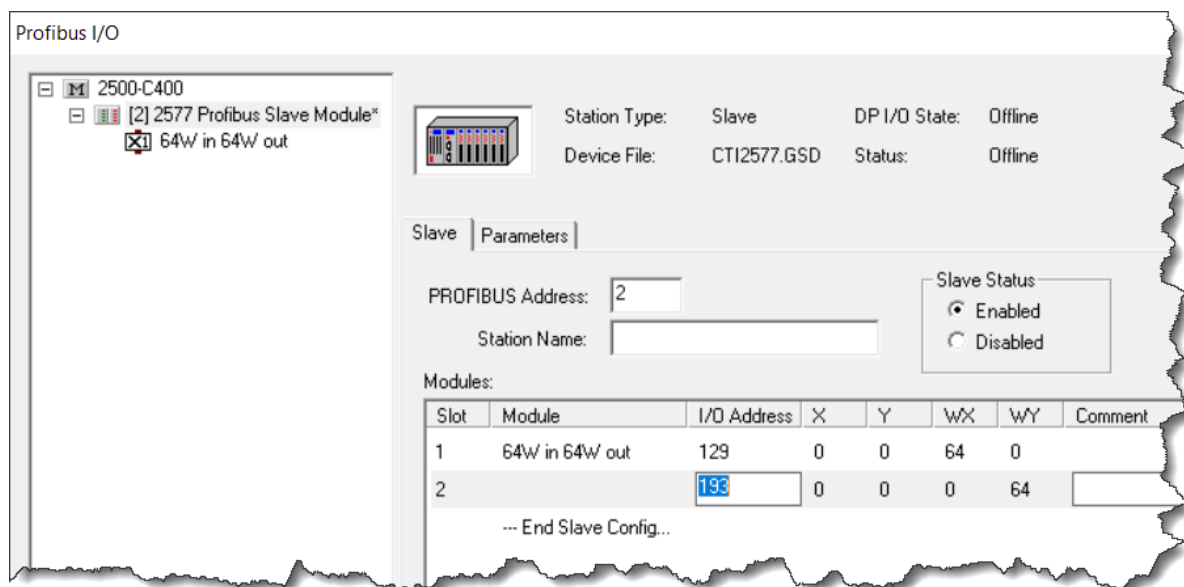 Profibus I/O
2500-C400
[2] 2577 Profibus Slave Module*
64W in 64W out
Station Type: Slave DP I/O State: Offline
Device File: CTI2577.GSD Status: Offline
Slave Parameters
PROFIBUS Address: 2
Station Name:
Slave Status
Enabled
Disabled
Modules:
Slot Module I/O Address X Y WX WY Comment
1 64W in 64W out 129 0 0 64 0
2 193 0 0 0 64
--- End Slave Config...